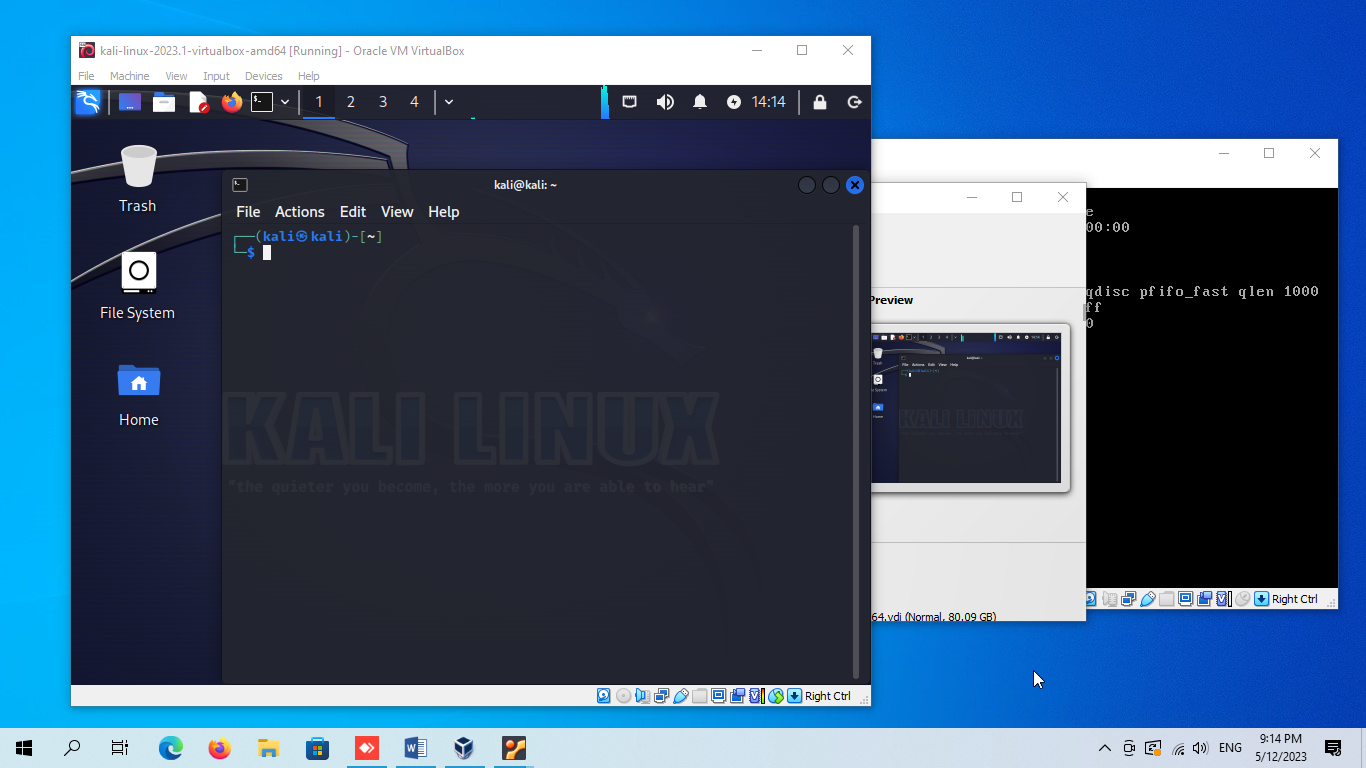 kali-linux-2023.1-virtualbox-amd64 [Running] - Oracle VM VirtualBox
File Machine View Input Devices Help
1 2 3 4 14:14
Trash
File System
Home
kali@kali: ~
File Actions Edit View Help
┌──(kali㉿kali)-[~]
└─$
KALI LINUX
"the quieter you become, the more you are able to hear"
Right Ctrl
Preview
64.vdi (Normal, 80.09 GB)
e
00:00
qdisc pfifo_fast qlen 1000
ff
0
Right Ctrl
ENG
9:14 PM
5/12/2023